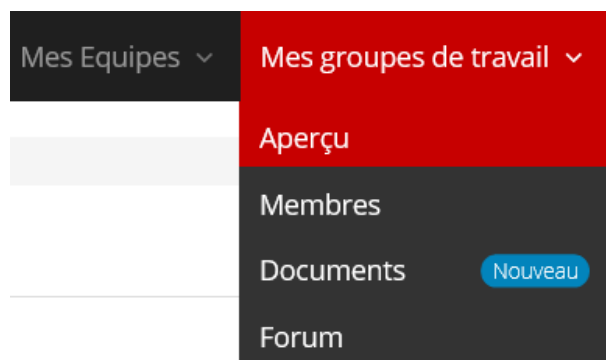 Mes Equipes
Mes groupes de travail
Aperçu
Membres
Documents Nouveau
Forum